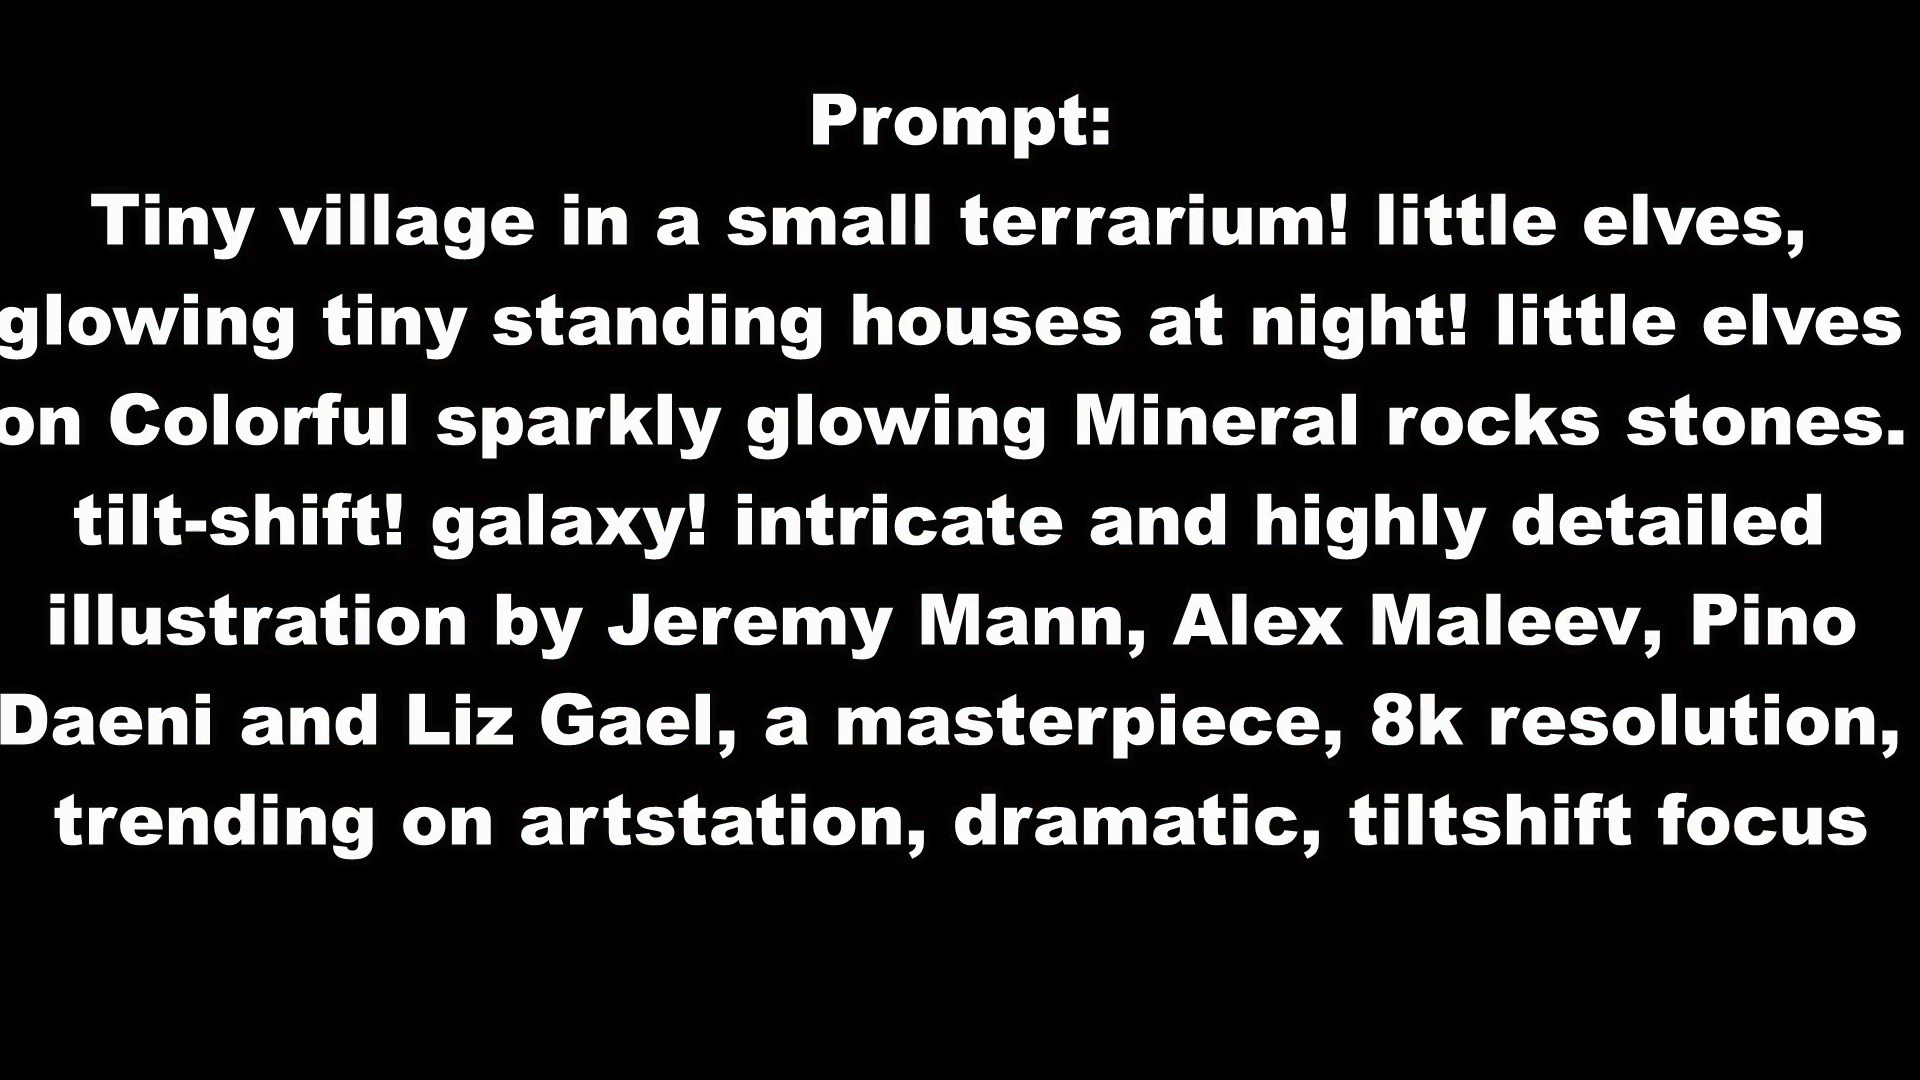 Prompt:
Tiny village in a small terrarium! little elves,
glowing tiny standing houses at night! little elves
on Colorful sparkly glowing Mineral rocks stones.
tilt-shift! galaxy! intricate and highly detailed
illustration by Jeremy Mann, Alex Maleev, Pino
Daeni and Liz Gael, a masterpiece, 8k resolution,
trending on artstation, dramatic, tiltshift focus